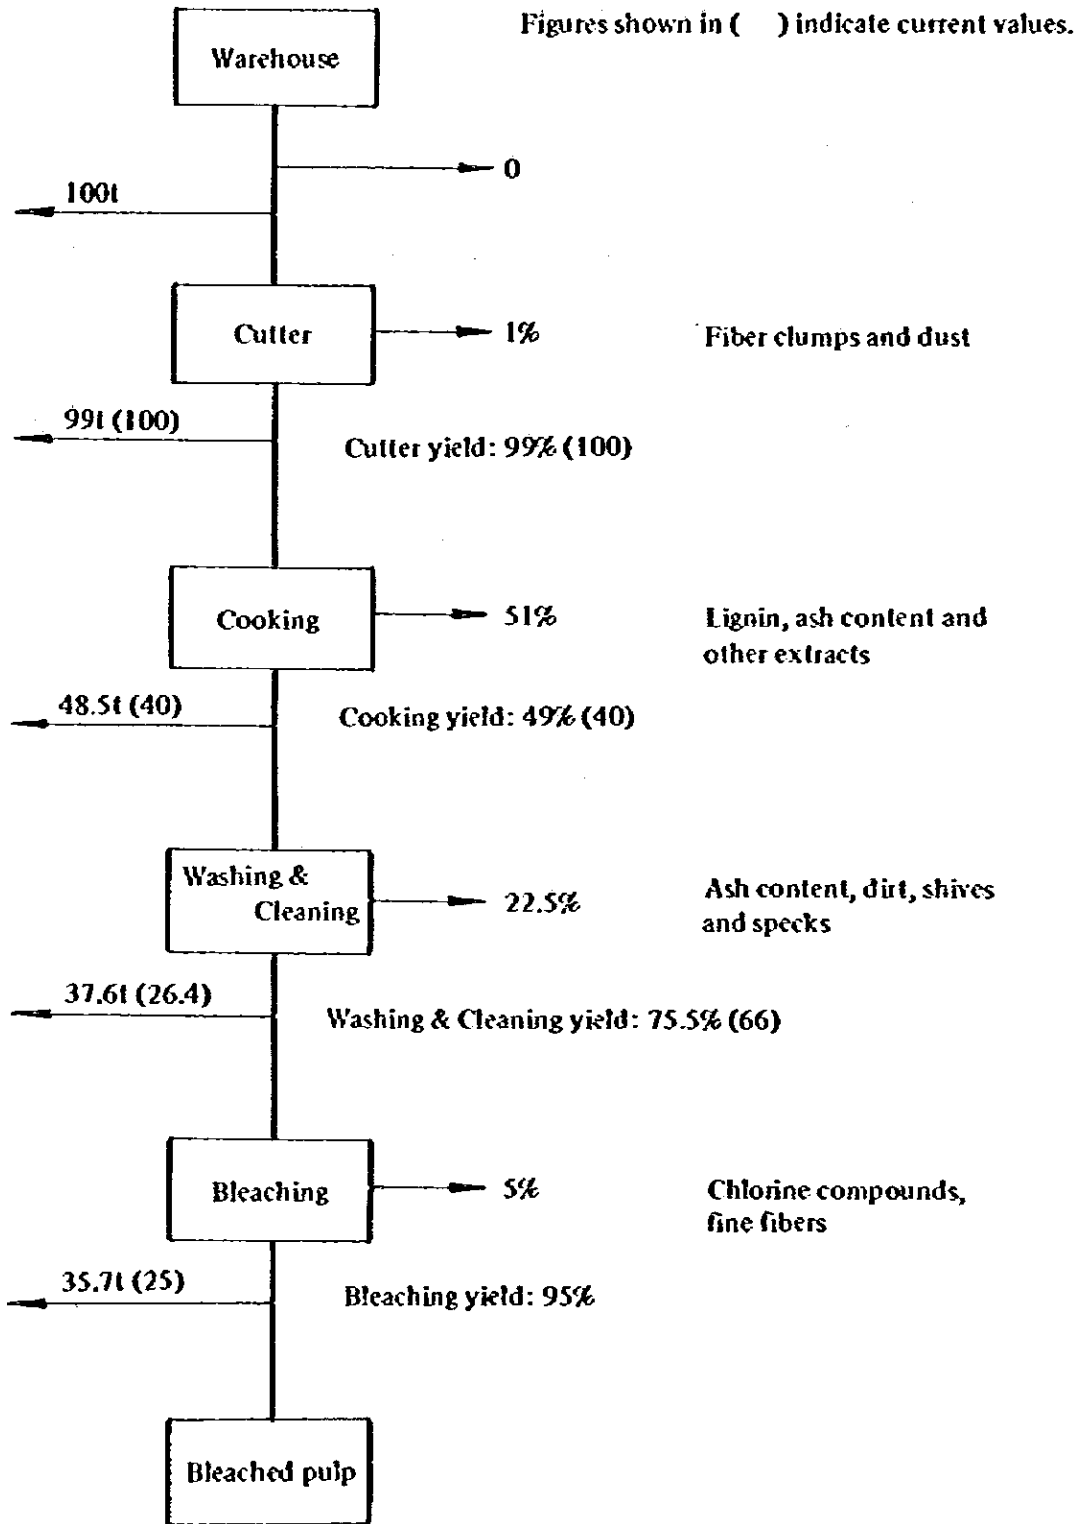 Figures shown in ( ) indicate current values.
Warehouse
0
100t
Cutter
1%
Fiber clumps and dust
99t (100)
Cutter yield: 99% (100)
Cooking
51%
Lignin, ash content and
other extracts
48.5t (40)
Cooking yield: 49% (40)
Washing &
Cleaning
22.5%
Ash content, dirt, shives
and specks
37.6t (26.4)
Washing & Cleaning yield: 75.5% (66)
Bleaching
5%
Chlorine compounds,
fine fibers
35.7t (25)
Bleaching yield: 95%
Bleached pulp